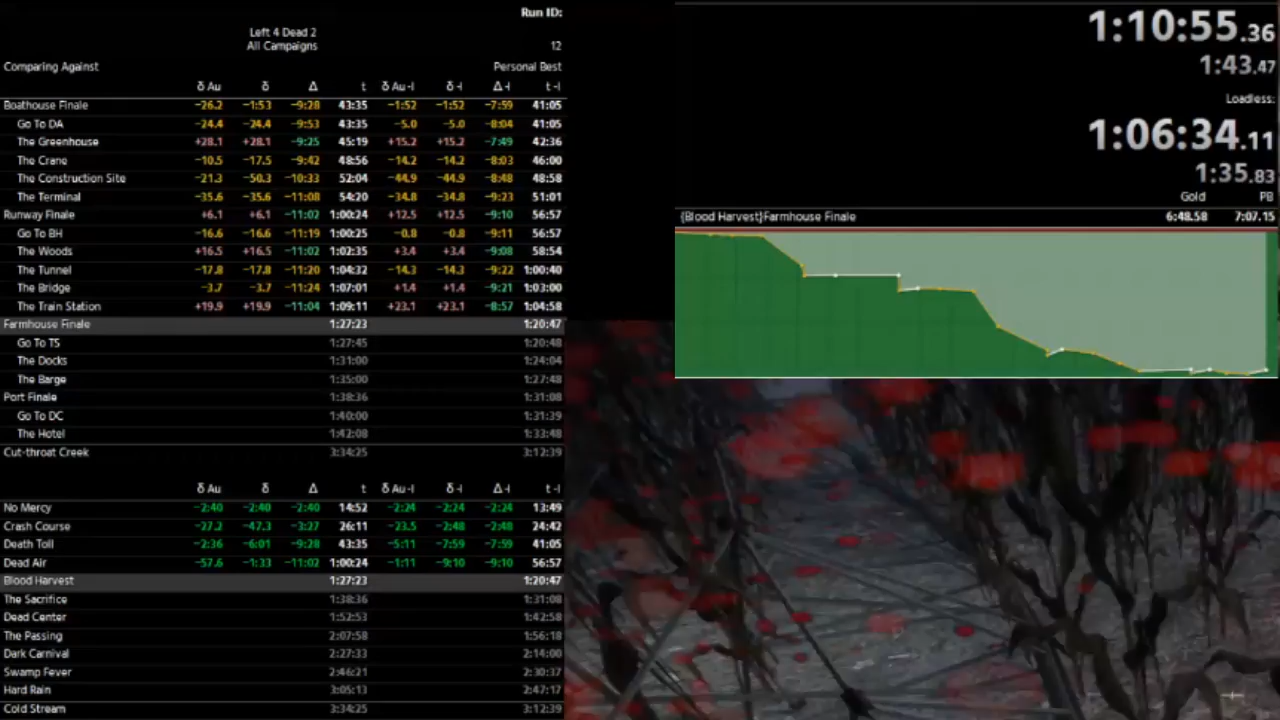 Run ID:
Left 4 Dead 2
All Campaigns
12
Comparing Against Personal Best
δ Au δ Δ t δ Au -l δ -l Δ -l t -l
Boathouse Finale −26.2 −1:53 −9:28 43:35 −1:52 −1:52 −7:59 41:05
Go To DA −24.4 −24.4 −9:53 43:35 −5.0 −5.0 −8:04 41:05
The Greenhouse +28.1 +28.1 −9:25 45:19 +15.2 +15.2 −7:49 42:36
The Crane −10.5 −17.5 −9:42 48:56 −14.2 −14.2 −8:03 46:00
The Construction Site −21.3 −50.3 −10:33 52:04 −44.9 −44.9 −8:48 48:58
The Terminal −35.6 −35.6 −11:08 54:20 −34.8 −34.8 −9:23 51:01
Runway Finale +6.1 +6.1 −11:02 1:00:24 +12.5 +12.5 −9:10 56:57
Go To BH −16.6 −16.6 −11:19 1:00:25 −0.8 −0.8 −9:11 56:57
The Woods +16.5 +16.5 −11:02 1:02:35 +3.4 +3.4 −9:08 58:54
The Tunnel −17.8 −17.8 −11:20 1:04:32 −14.3 −14.3 −9:22 1:00:40
The Bridge −3.7 −3.7 −11:24 1:07:01 +1.4 +1.4 −9:21 1:03:00
The Train Station +19.9 +19.9 −11:04 1:09:11 +23.1 +23.1 −8:57 1:04:58
Farmhouse Finale 1:27:23 1:20:47
Go To TS 1:27:45 1:20:48
The Docks 1:31:00 1:24:04
The Barge 1:35:00 1:27:48
Port Finale 1:38:36 1:31:08
Go To DC 1:40:00 1:31:39
The Hotel 1:42:08 1:33:48
Cut-throat Creek 3:34:25 3:12:39
δ Au δ Δ t δ Au -l δ -l Δ -l t -l
No Mercy −2:40 −2:40 −2:40 14:52 −2:24 −2:24 −2:24 13:49
Crash Course −27.2 −47.3 −3:27 26:11 −23.5 −2:48 −2:48 24:42
Death Toll −2:36 −6:01 −9:28 43:35 −5:11 −7:59 −7:59 41:05
Dead Air −57.6 −1:33 −11:02 1:00:24 −1:11 −9:10 −9:10 56:57
Blood Harvest 1:27:23 1:20:47
The Sacrifice 1:38:36 1:31:08
Dead Center 1:52:53 1:42:58
The Passing 2:07:58 1:56:18
Dark Carnival 2:27:33 2:14:00
Swamp Fever 2:46:21 2:30:37
Hard Rain 3:05:13 2:47:17
Cold Stream 3:34:25 3:12:39
1:10:55.36
1:43.47
Loadless:
1:06:34.11
1:35.83
Gold PB
{Blood Harvest}Farmhouse Finale 6:48.58 7:07.15